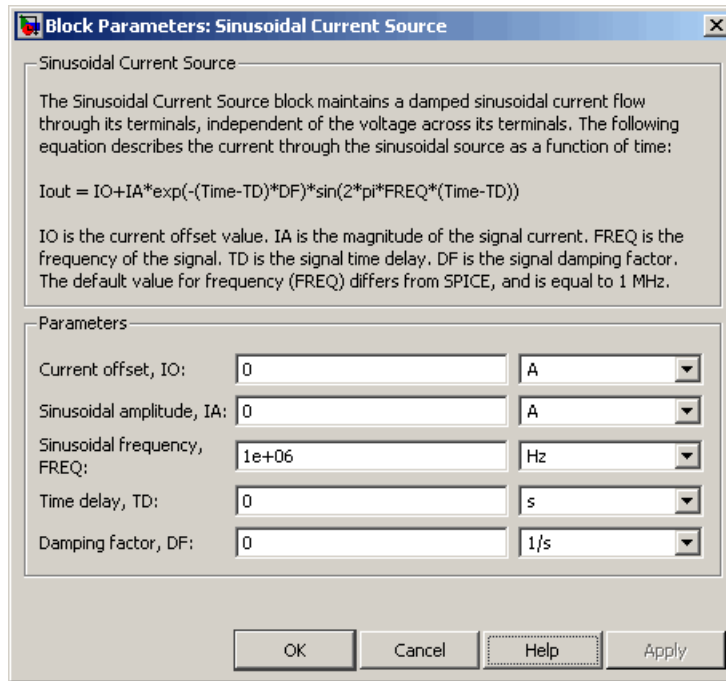 Block Parameters: Sinusoidal Current Source
Sinusoidal Current Source
The Sinusoidal Current Source block maintains a damped sinusoidal current flow
through its terminals, independent of the voltage across its terminals. The following
equation describes the current through the sinusoidal source as a function of time:
Iout = IO+IA*exp(-(Time-TD)*DF)*sin(2*pi*FREQ*(Time-TD))
IO is the current offset value. IA is the magnitude of the signal current. FREQ is the
frequency of the signal. TD is the signal time delay. DF is the signal damping factor.
The default value for frequency (FREQ) differs from SPICE, and is equal to 1 MHz.
Parameters
Current offset, IO: 0 A
Sinusoidal amplitude, IA: 0 A
Sinusoidal frequency,
FREQ: 1e+06 Hz
Time delay, TD: 0 s
Damping factor, DF: 0 1/s
OK Cancel Help Apply